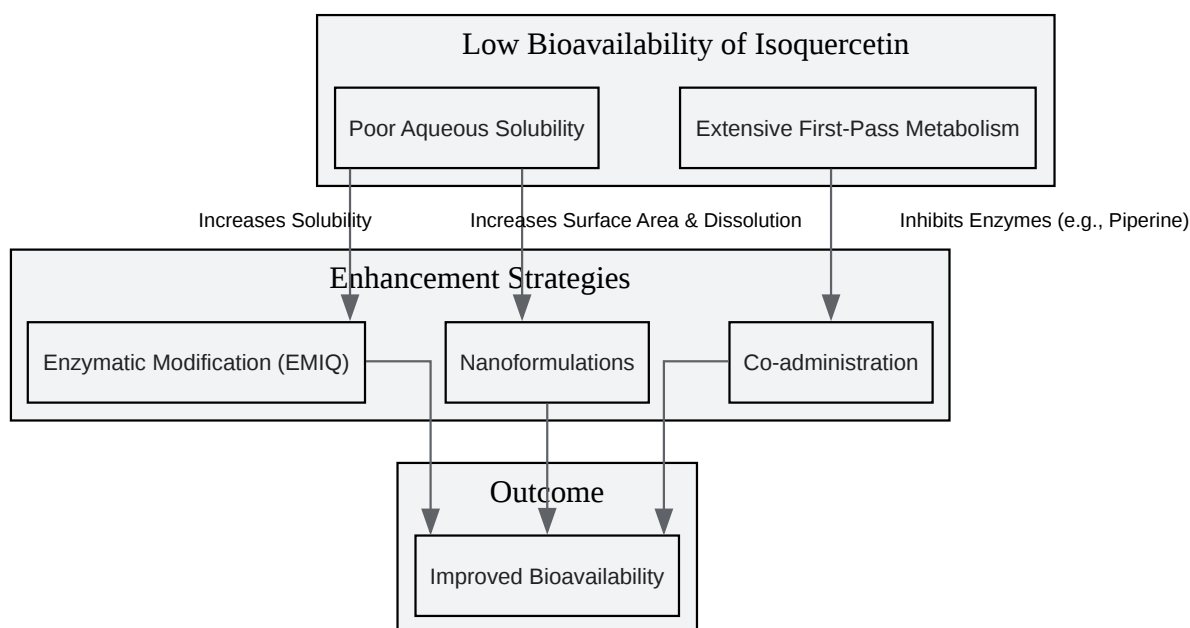 Low Bioavailability of Isoquercetin
Poor Aqueous Solubility
Extensive First-Pass Metabolism
Increases Solubility
Increases Surface Area & Dissolution
Inhibits Enzymes (e.g., Piperine)
Enhancement Strategies
Enzymatic Modification (EMIQ)
Nanoformulations
Co-administration
Outcome
Improved Bioavailability